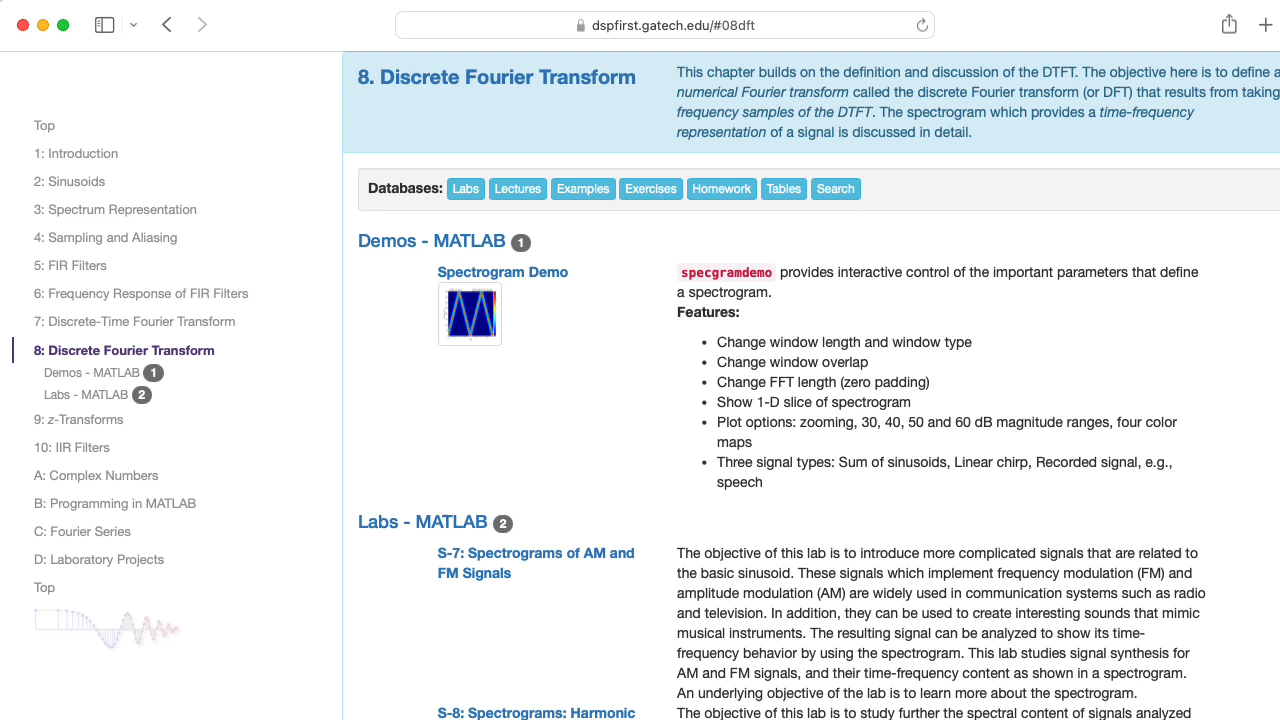 dspfirst.gatech.edu/#08dft
Top
1: Introduction
2: Sinusoids
3: Spectrum Representation
4: Sampling and Aliasing
5: FIR Filters
6: Frequency Response of FIR Filters
7: Discrete-Time Fourier Transform
8: Discrete Fourier Transform
Demos - MATLAB 1
Labs - MATLAB 2
9: z-Transforms
10: IIR Filters
A: Complex Numbers
B: Programming in MATLAB
C: Fourier Series
D: Laboratory Projects
Top
8. Discrete Fourier Transform
This chapter builds on the definition and discussion of the DTFT. The objective here is to define a
numerical Fourier transform called the discrete Fourier transform (or DFT) that results from taking
frequency samples of the DTFT. The spectrogram which provides a time-frequency
representation of a signal is discussed in detail.
Databases: Labs Lectures Examples Exercises Homework Tables Search
Demos - MATLAB 1
Spectrogram Demo
specgramdemo provides interactive control of the important parameters that define
a spectrogram.
Features:
• Change window length and window type
• Change window overlap
• Change FFT length (zero padding)
• Show 1-D slice of spectrogram
• Plot options: zooming, 30, 40, 50 and 60 dB magnitude ranges, four color
maps
• Three signal types: Sum of sinusoids, Linear chirp, Recorded signal, e.g.,
speech
Labs - MATLAB 2
S-7: Spectrograms of AM and
FM Signals
The objective of this lab is to introduce more complicated signals that are related to
the basic sinusoid. These signals which implement frequency modulation (FM) and
amplitude modulation (AM) are widely used in communication systems such as radio
and television. In addition, they can be used to create interesting sounds that mimic
musical instruments. The resulting signal can be analyzed to show its time-
frequency behavior by using the spectrogram. This lab studies signal synthesis for
AM and FM signals, and their time-frequency content as shown in a spectrogram.
An underlying objective of the lab is to learn more about the spectrogram.
S-8: Spectrograms: Harmonic
The objective of this lab is to study further the spectral content of signals analyzed